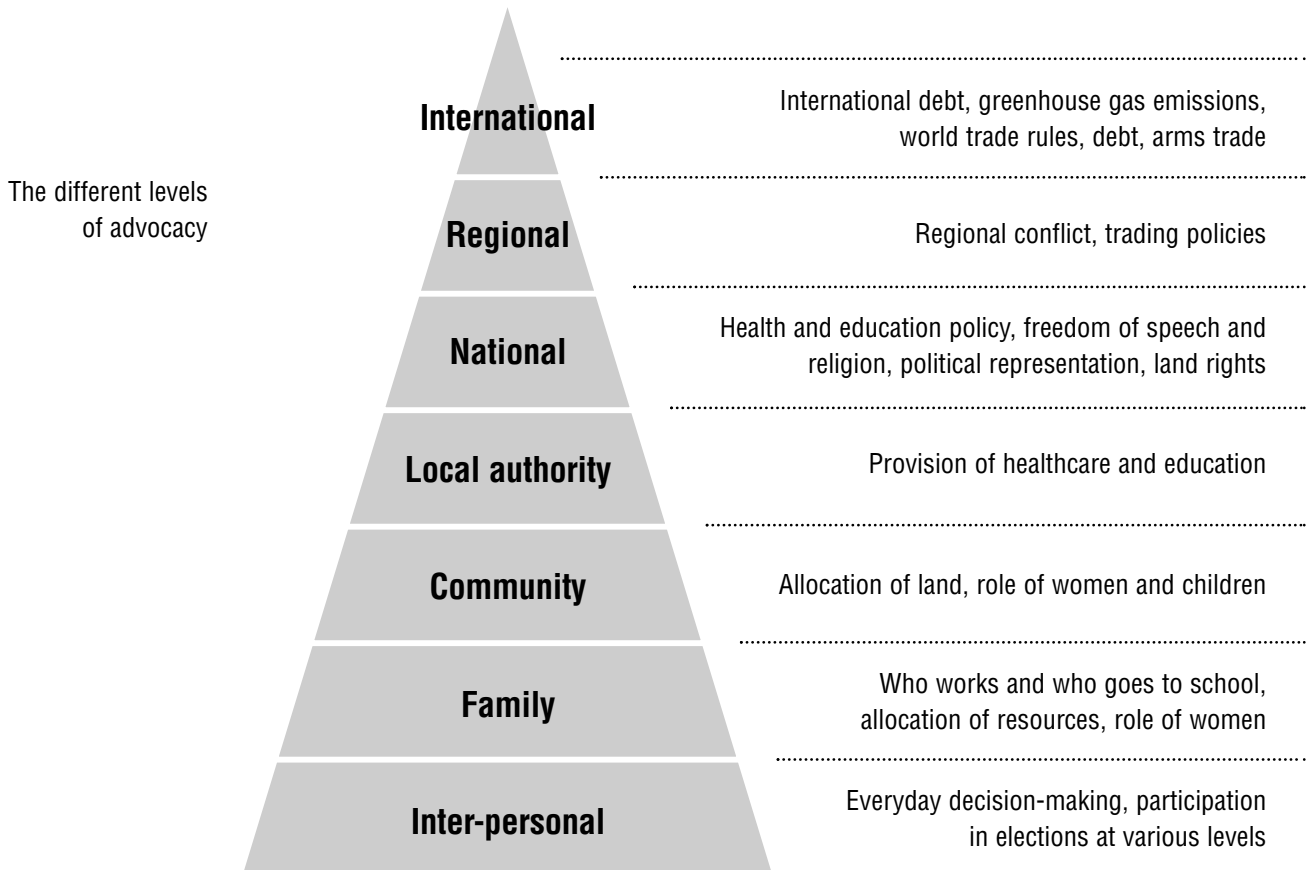 The different levels
of advocacy
International
International debt, greenhouse gas emissions,
world trade rules, debt, arms trade
Regional
Regional conflict, trading policies
National
Health and education policy, freedom of speech and
religion, political representation, land rights
Local authority
Provision of healthcare and education
Community
Allocation of land, role of women and children
Family
Who works and who goes to school,
allocation of resources, role of women
Inter-personal
Everyday decision-making, participation
in elections at various levels